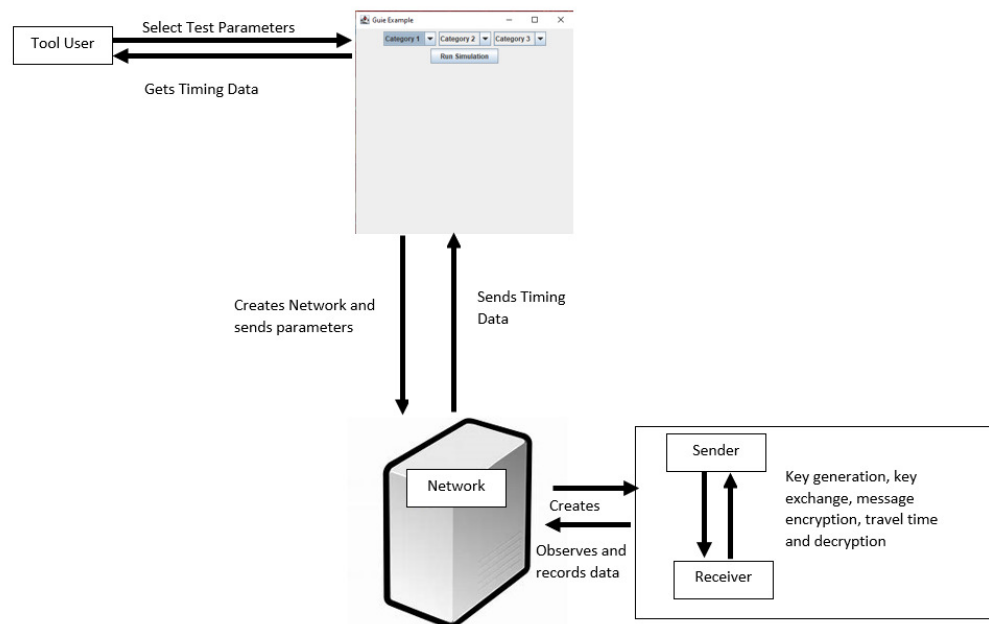 Guie Example
Select Test Parameters
Tool User
Category 1 Category 2 Category 3
Run Simulation
Gets Timing Data
Creates Network and
sends parameters
Sends Timing
Data
Network
Creates
Observes and
records data
Sender
Key generation, key
exchange, message
encryption, travel time
and decryption
Receiver